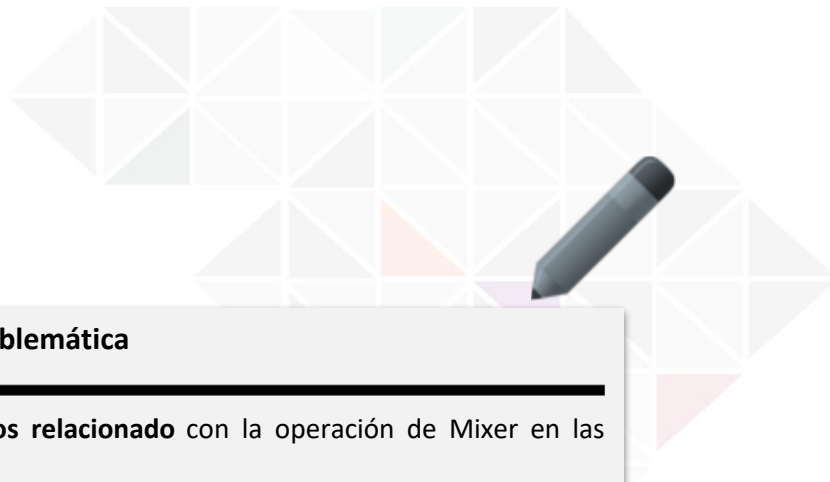 blemática
os relacionado con la operación de Mixer en las